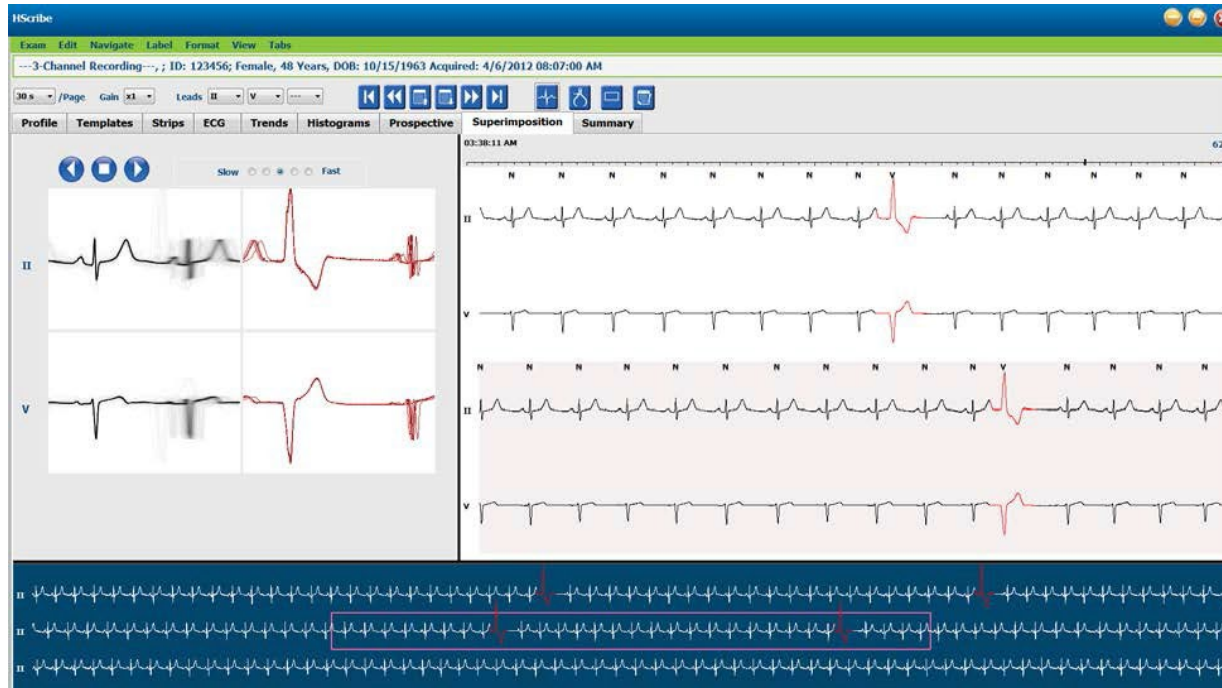 HScribe
Exam Edit Navigate Label Format View Tabs
---3-Channel Recording---, ; ID: 123456; Female, 48 Years, DOB: 10/15/1963 Acquired: 4/6/2012 08:07:00 AM
30 s /Page Gain x1 Leads II V ---
Profile Templates Strips ECG Trends Histograms Prospective Superimposition Summary
03:38:11 AM 62
Slow Fast
N N N N N N N N V N N N N N N
II
II
V
V
N N N N N N N N N N N V N N N N
II
V
II
II
II